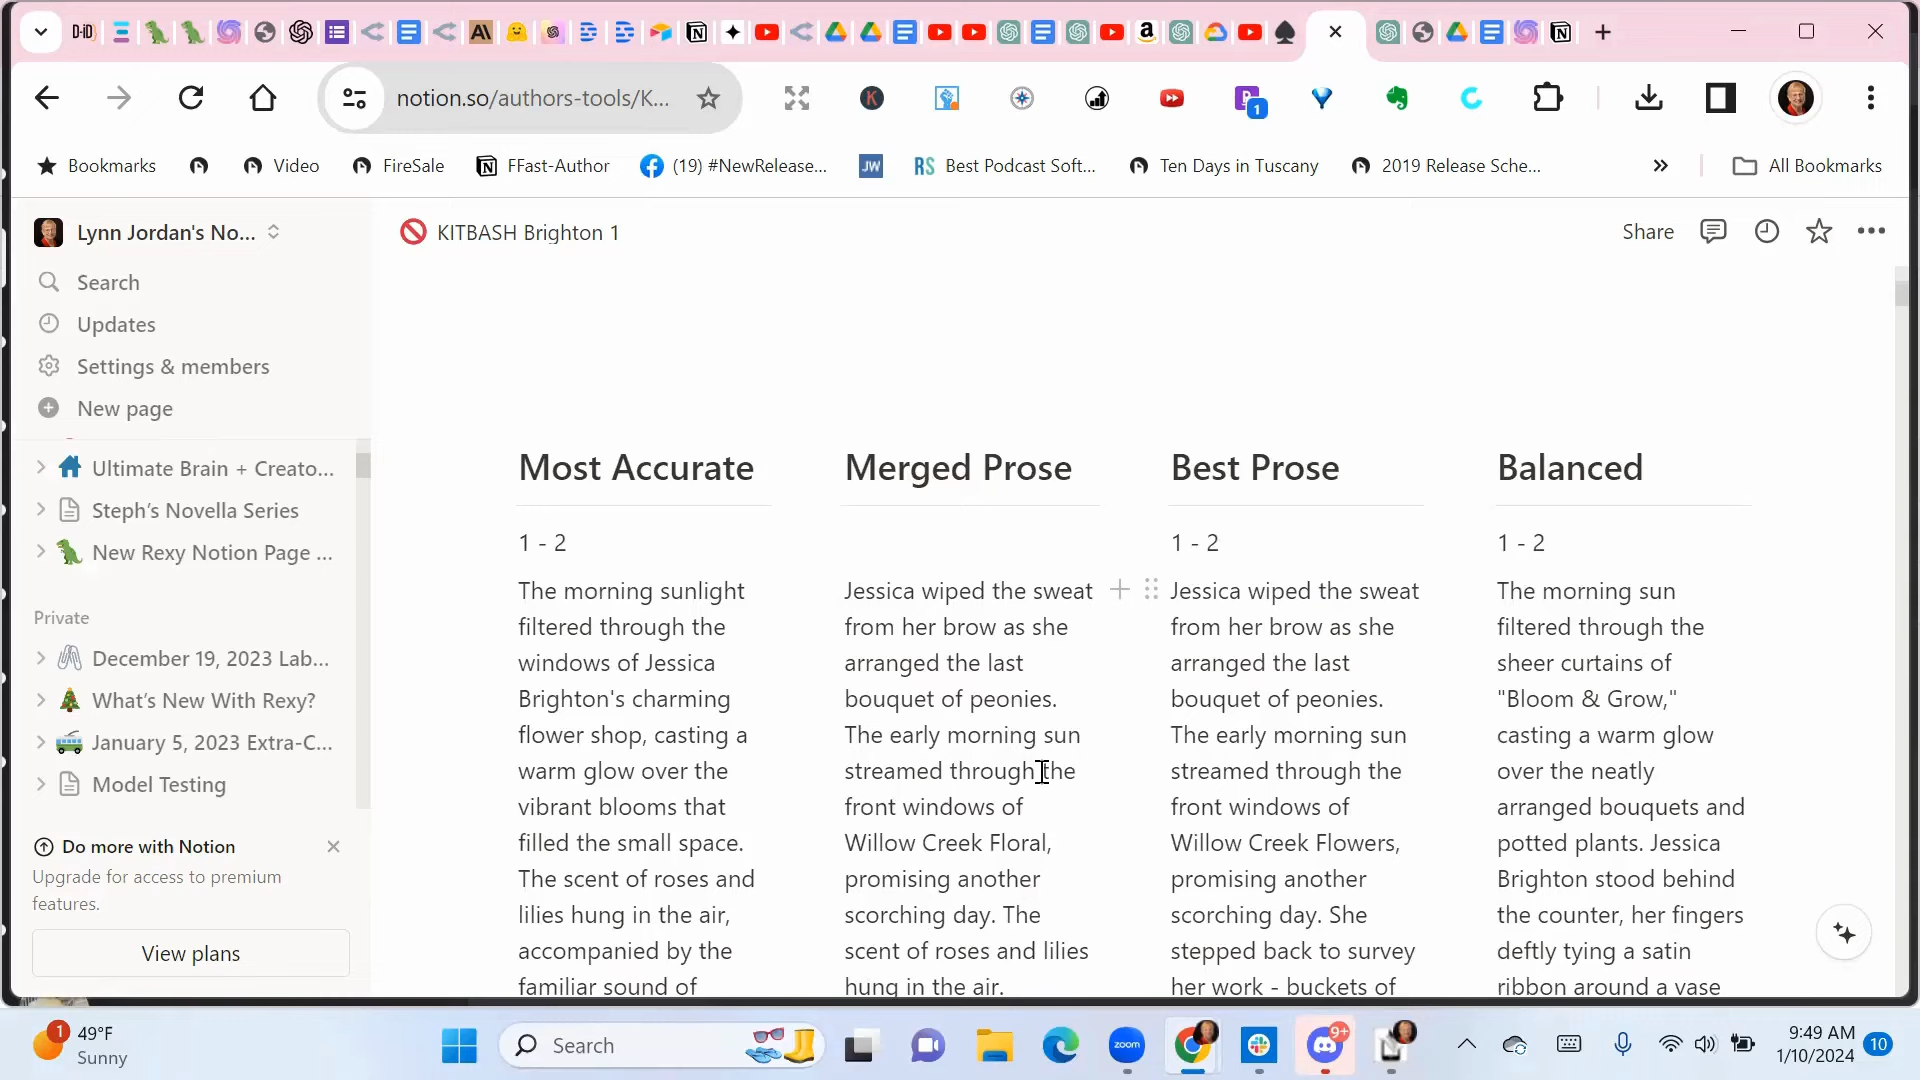 notion.so/authors-tools/K...
1
Bookmarks
Video
FireSale
FFast-Author
(19) #NewRelease...
JW
RS Best Podcast Soft...
Ten Days in Tuscany
2019 Release Sche...
All Bookmarks
Lynn Jordan's No...
Search
Updates
Settings & members
New page
Ultimate Brain + Creato...
Steph's Novella Series
New Rexy Notion Page ...
Private
December 19, 2023 Lab...
What's New With Rexy?
January 5, 2023 Extra-C...
Model Testing
Do more with Notion
Upgrade for access to premium
features.
View plans
KITBASH Brighton 1
Share
Most Accurate
1 - 2
The morning sunlight
filtered through the
windows of Jessica
Brighton's charming
flower shop, casting a
warm glow over the
vibrant blooms that
filled the small space.
The scent of roses and
lilies hung in the air,
accompanied by the
familiar sound of
Merged Prose
Jessica wiped the sweat
from her brow as she
arranged the last
bouquet of peonies.
The early morning sun
streamed through the
front windows of
Willow Creek Floral,
promising another
scorching day. The
scent of roses and lilies
hung in the air.
Best Prose
1 - 2
Jessica wiped the sweat
from her brow as she
arranged the last
bouquet of peonies.
The early morning sun
streamed through the
front windows of
Willow Creek Flowers,
promising another
scorching day. She
stepped back to survey
her work - buckets of
Balanced
1 - 2
The morning sun
filtered through the
sheer curtains of
"Bloom & Grow,"
casting a warm glow
over the neatly
arranged bouquets and
potted plants. Jessica
Brighton stood behind
the counter, her fingers
deftly tying a satin
ribbon around a vase
1
49°F
Sunny
Search
zoom
9+
9:49 AM
1/10/2024
10